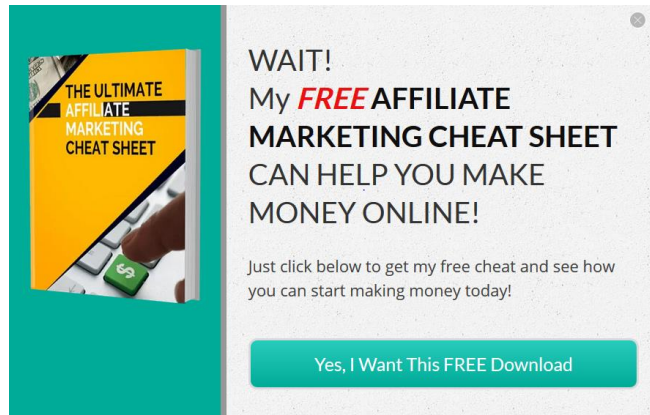 THE ULTIMATE
AFFILIATE
MARKETING
CHEAT SHEET
$
WAIT!
My FREE AFFILIATE
MARKETING CHEAT SHEET
CAN HELP YOU MAKE
MONEY ONLINE!
Just click below to get my free cheat and see how
you can start making money today!
Yes, I Want This FREE Download